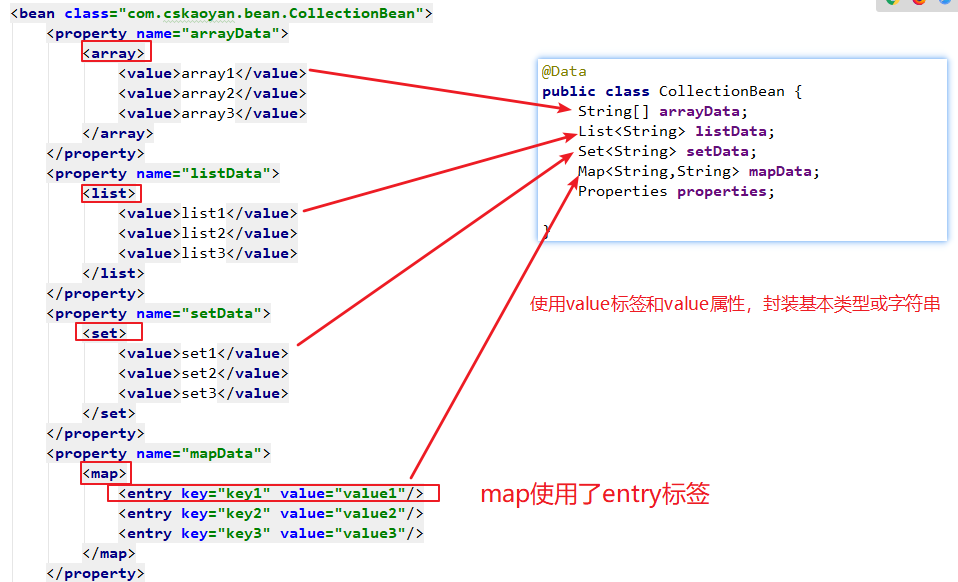 <bean class="com.cskaoyan.bean.CollectionBean">
<property name="arrayData">
<array>
<value>array1</value>
<value>array2</value>
<value>array3</value>
</array>
</property>
<property name="listData">
<list>
<value>list1</value>
<value>list2</value>
<value>list3</value>
</list>
</property>
<property name="setData">
<set>
<value>set1</value>
<value>set2</value>
<value>set3</value>
</set>
</property>
<property name="mapData">
<map>
<entry key="key1" value="value1"/>
<entry key="key2" value="value2"/>
<entry key="key3" value="value3"/>
</map>
</property>
@Data
public class CollectionBean {
String[] arrayData;
List<String> listData;
Set<String> setData;
Map<String,String> mapData;
Properties properties;
}
使用value标签和value属性，封装基本类型或字符串
map使用了entry标签